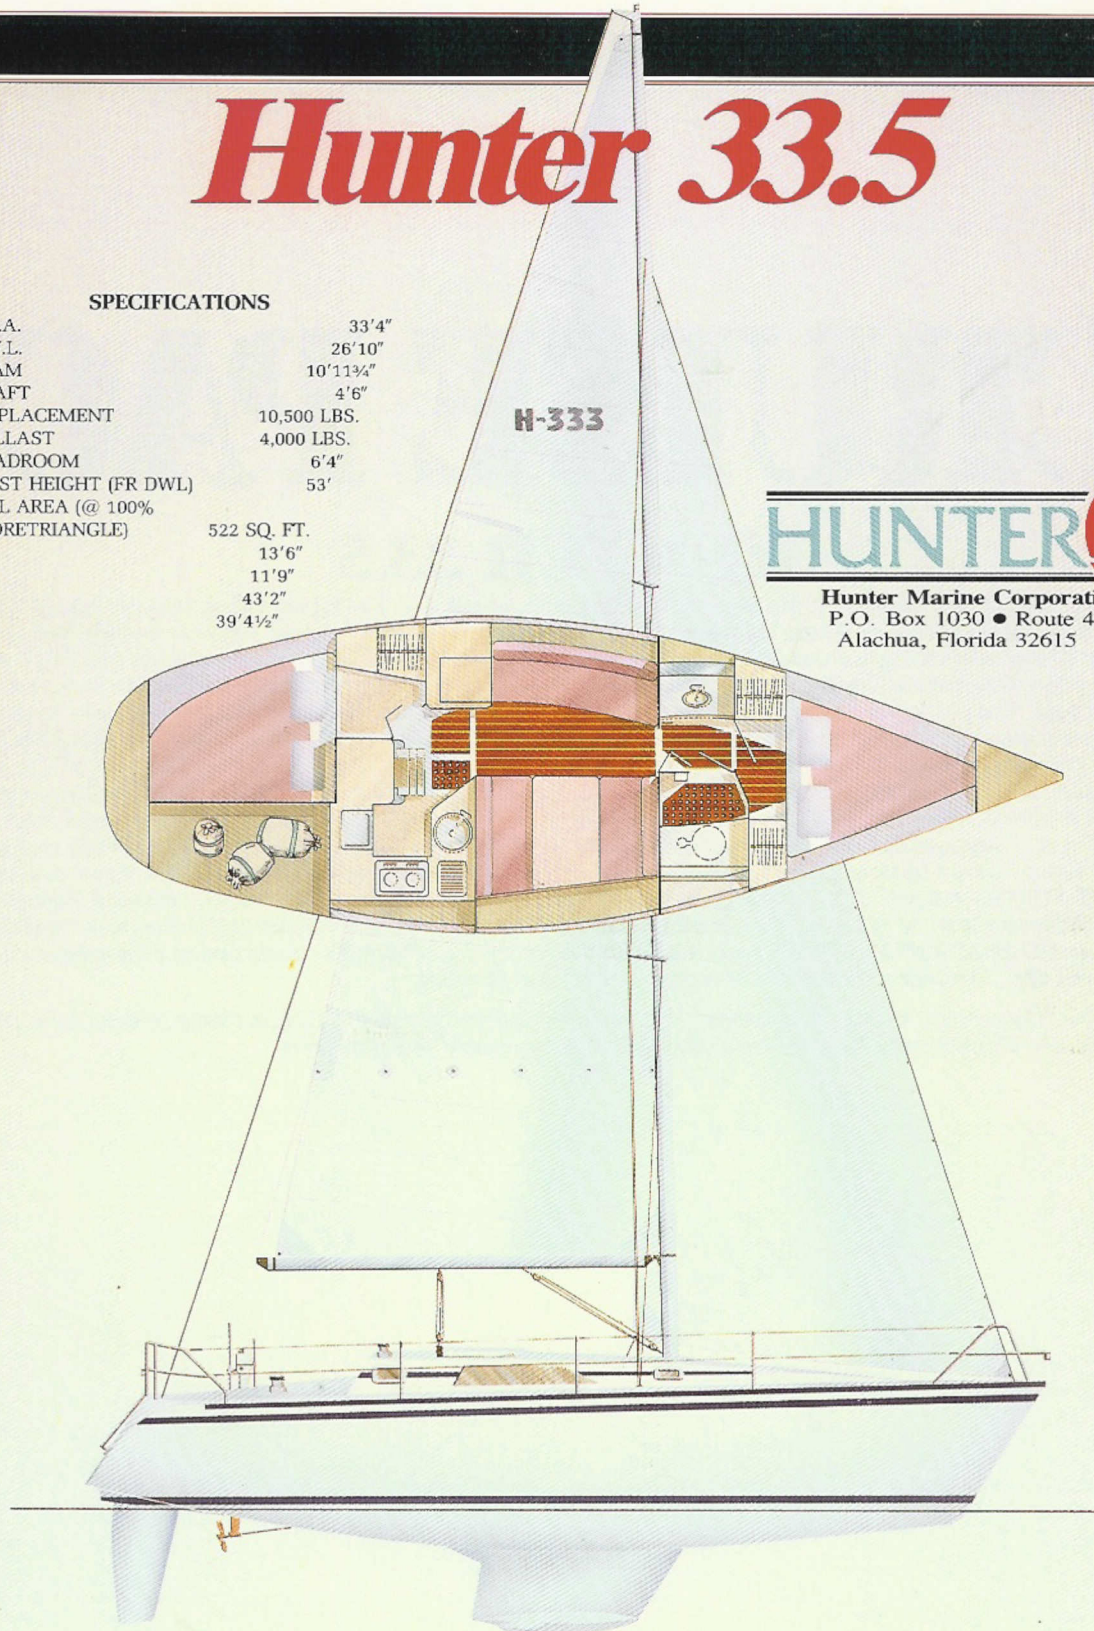 Hunter 33.5
SPECIFICATIONS
.A. 33'4"
.L. 26'10"
AM 10'11¾"
AFT 4'6"
PLACEMENT 10,500 LBS.
LLAST 4,000 LBS.
ADROOM 6'4"
ST HEIGHT (FR DWL) 53'
L AREA (@ 100%
ORETRIANGLE) 522 SQ. FT.
13'6"
11'9"
43'2"
39'4½"
H-333
HUNTER
Hunter Marine Corporati
P.O. Box 1030 ● Route 4
Alachua, Florida 32615